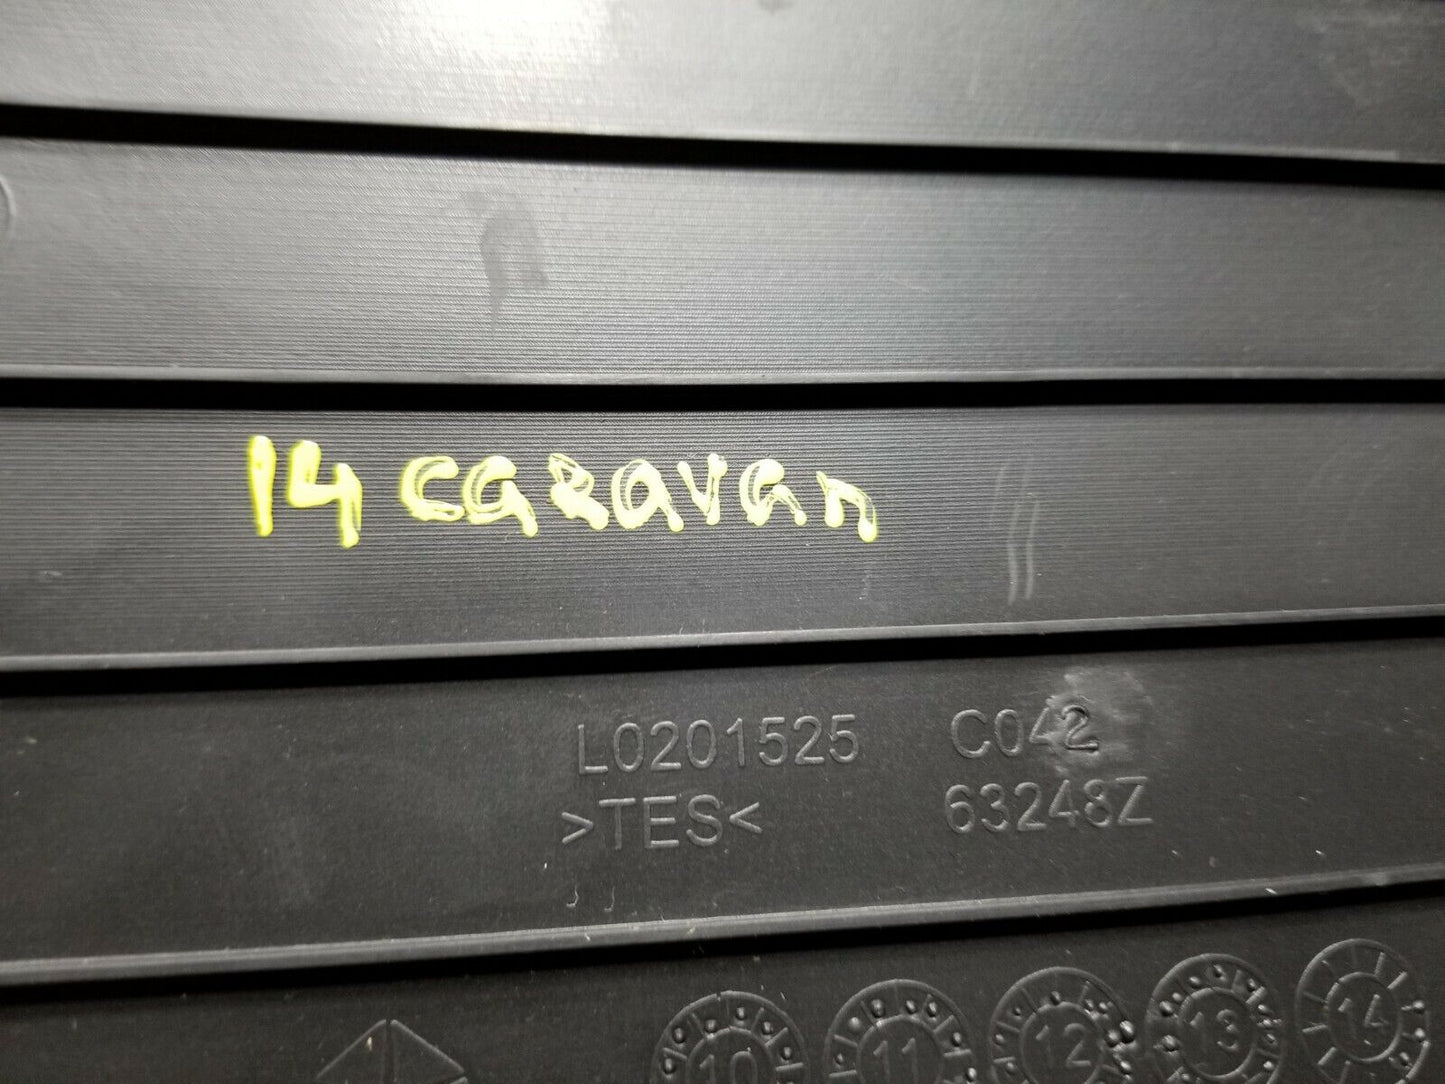 14 caravan
L0201525 C042
>TES< 63248Z
10 11 12 13 14